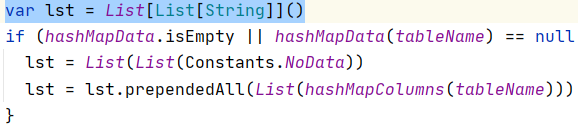 var lst = List[List[String]]()
if (hashMapData.isEmpty || hashMapData(tableName) == null
lst = List(List(Constants.NoData))
lst = lst.prependedAll(List(hashMapColumns(tableName)))
}